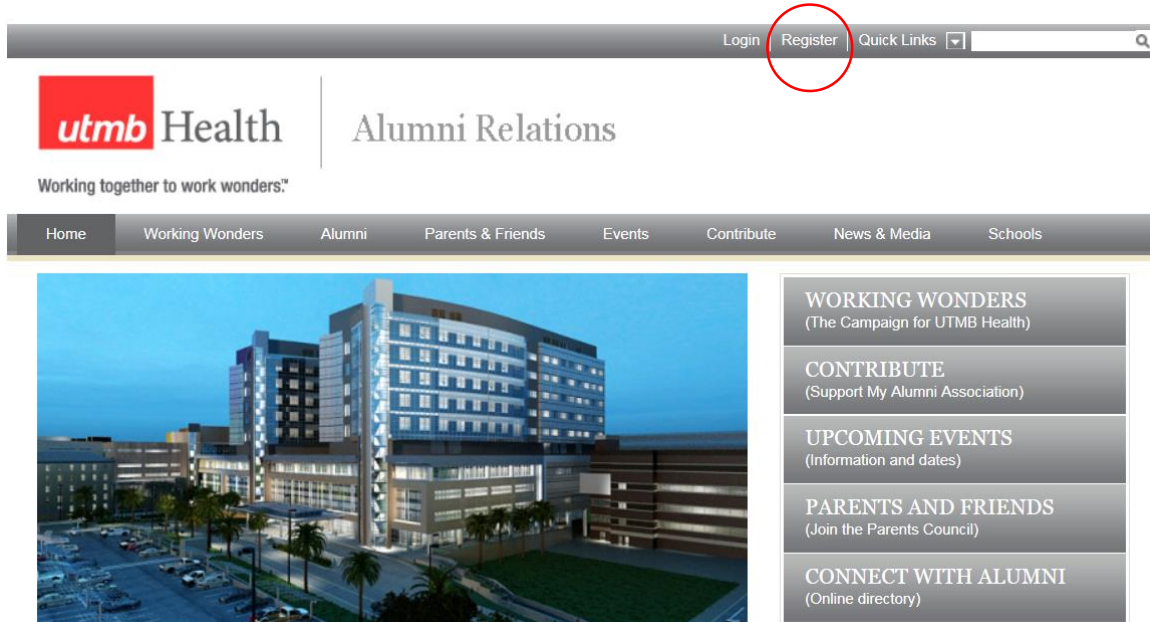 Login | Register | Quick Links
utmb Health
Alumni Relations
Working together to work wonders.™
Home Working Wonders Alumni Parents & Friends Events Contribute News & Media Schools
WORKING WONDERS
(The Campaign for UTMB Health)
CONTRIBUTE
(Support My Alumni Association)
UPCOMING EVENTS
(Information and dates)
PARENTS AND FRIENDS
(Join the Parents Council)
CONNECT WITH ALUMNI
(Online directory)